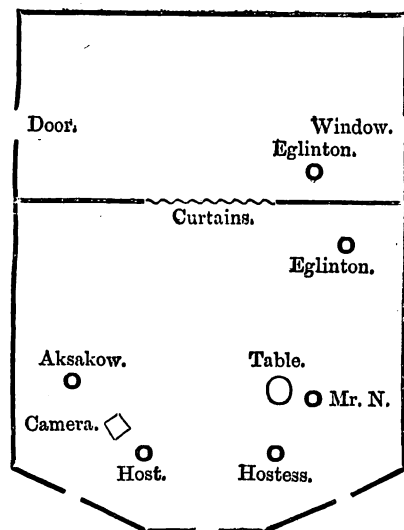 Door. Window.
Eglinton.
Curtains.
Eglinton.
Aksakow. Table.
Mr. N.
Camera.
Host. Hostess.